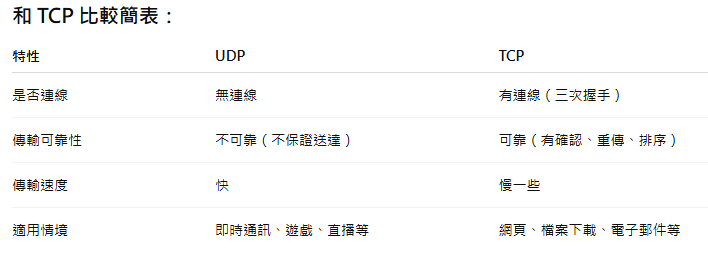 和 TCP 比較簡表：
特性 UDP TCP
是否連線 無連線 有連線（三次握手）
傳輸可靠性 不可靠（不保證送達） 可靠（有確認、重傳、排序）
傳輸速度 快 慢一些
適用情境 即時通訊、遊戲、直播等 網頁、檔案下載、電子郵件等